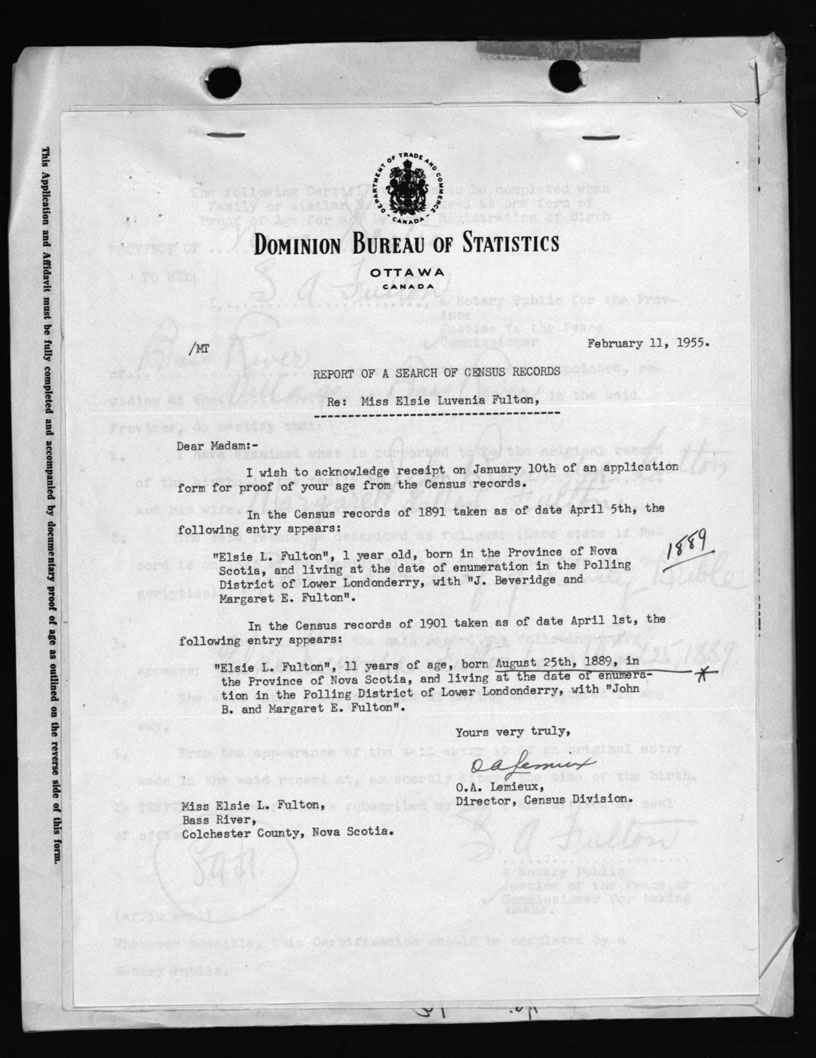 DEPARTMENT OF TRADE AND COMMERCE
CANADA
DOMINION BUREAU OF STATISTICS
OTTAWA
CANADA
/MT
February 11, 1955.
REPORT OF A SEARCH OF CENSUS RECORDS
Re: Miss Elsie Luvenia Fulton,
Dear Madam:-
I wish to acknowledge receipt on January 10th of an application
form for proof of your age from the Census records.
In the Census records of 1891 taken as of date April 5th, the
following entry appears:
"Elsie L. Fulton", 1 year old, born in the Province of Nova
Scotia, and living at the date of enumeration in the Polling
District of Lower Londonderry, with "J. Beveridge and
Margaret E. Fulton".
1889
In the Census records of 1901 taken as of date April 1st, the
following entry appears:
"Elsie L. Fulton", 11 years of age, born August 25th, 1889, in
the Province of Nova Scotia, and living at the date of enumera-
tion in the Polling District of Lower Londonderry, with "John
B. and Margaret E. Fulton".
Yours very truly,
O A Lemieux
O.A. Lemieux,
Director, Census Division.
Miss Elsie L. Fulton,
Bass River,
Colchester County, Nova Scotia.
This Application and Affidavit must be fully completed and accompanied by documentary proof of age as outlined on the reverse side of this form.